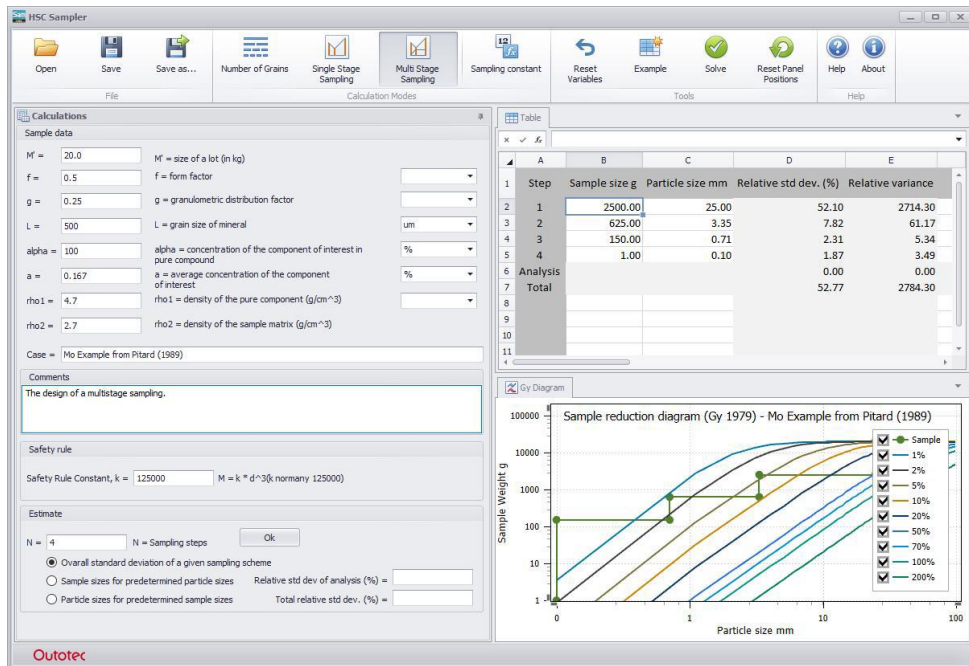 HSC Sampler
Open
Save
Save as...
Number of Grains
Single Stage
Sampling
Multi Stage
Sampling
Sampling constant
Reset
Variables
Example
Solve
Reset Panel
Positions
Help
About
File
Calculation Modes
Tools
Help
Calculations
Sample data
M' = 20.0 M' = size of a lot (in kg)
f = 0.5 f = form factor
g = 0.25 g = granulometric distribution factor
L = 500 L = grain size of mineral um
alpha = 100 alpha = concentration of the component of interest in
pure compound %
a = 0.167 a = average concentration of the component
of interest %
rho1 = 4.7 rho1 = density of the pure component (g/cm^3)
rho2 = 2.7 rho2 = density of the sample matrix (g/cm^3)
Case = Mo Example from Pitard (1989)
Comments
The design of a multistage sampling.
Safety rule
Safety Rule Constant, k = 125000 M = k * d^3(k normany 125000)
Estimate
N = 4 N = Sampling steps Ok
Overall standard deviation of a given sampling scheme
Sample sizes for predetermined particle sizes Relative std dev of analysis (%) =
Particle sizes for predetermined sample sizes Total relative std dev. (%) =
Outotec
Table
A B C D E
1 Step Sample size g Particle size mm Relative std dev. (%) Relative variance
2 1 2500.00 25.00 52.10 2714.30
3 2 625.00 3.35 7.82 61.17
4 3 150.00 0.71 2.31 5.34
5 4 1.00 0.10 1.87 3.49
6 Analysis 0.00 0.00
7 Total 52.77 2784.30
8
9
10
11
Gy Diagram
Sample reduction diagram (Gy 1979) - Mo Example from Pitard (1989)
Sample Weight g
100000
10000
1000
100
10
1
0 1 10 100
Particle size mm
Sample
1%
2%
5%
10%
20%
50%
70%
100%
200%